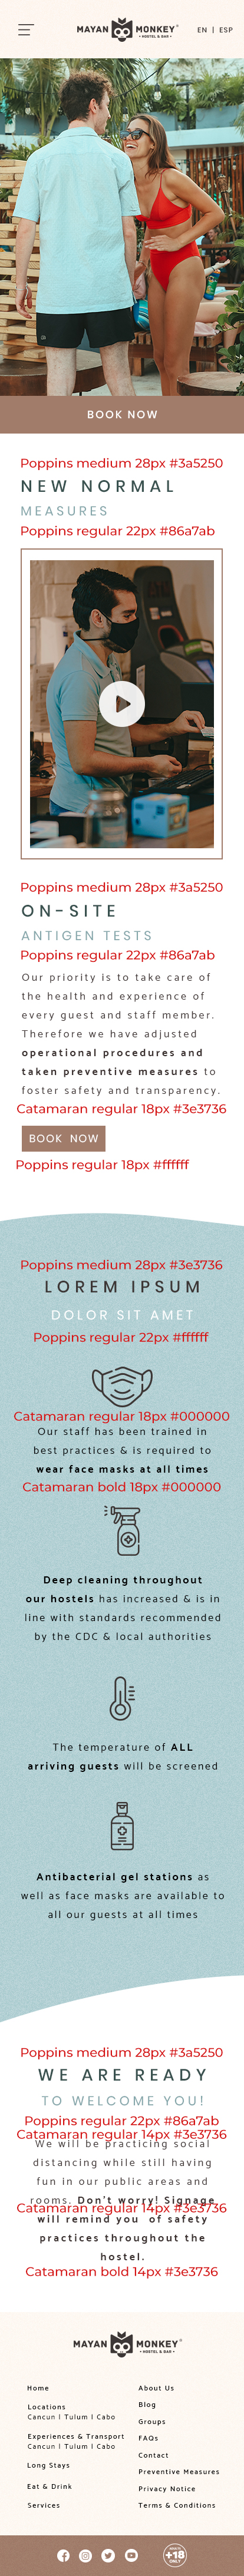 MAYAN MONKEY
HOSTEL & BAR
EN | ESP
BOOK NOW
Poppins medium 28px #3a5250
NEW NORMAL
MEASURES
Poppins regular 22px #86a7ab
Poppins medium 28px #3a5250
ON-SITE
ANTIGEN TESTS
Poppins regular 22px #86a7ab
Our priority is to take care of
the health and experience of
every guest and staff member.
Therefore we have adjusted
operational procedures and
taken preventive measures to
foster safety and transparency.
Catamaran regular 18px #3e3736
BOOK NOW
Poppins regular 18px #ffffff
Poppins medium 28px #3e3736
LOREM IPSUM
DOLOR SIT AMET
Poppins regular 22px #ffffff
Catamaran regular 18px #000000
Our staff has been trained in
best practices & is required to
wear face masks at all times
Catamaran bold 18px #000000
Deep cleaning throughout
our hostels has increased & is in
line with standards recommended
by the CDC & local authorities
The temperature of ALL
arriving guests will be screened
Antibacterial gel stations as
well as face masks are available to
all our guests at all times
Poppins medium 28px #3a5250
WE ARE READY
TO WELCOME YOU!
Poppins regular 22px #86a7ab
Catamaran regular 14px #3e3736
We will be practicing social
distancing while still having
fun in our public areas and
rooms. Don't worry! Signage
Catamaran regular 14px #3e3736
will remind you of safety
practices throughout the
hostel.
Catamaran bold 14px #3e3736
MAYAN MONKEY
HOSTEL & BAR
Home
Locations
Cancun | Tulum | Cabo
Experiences & Transport
Cancun | Tulum | Cabo
Long Stays
Eat & Drink
Services
About Us
Blog
Groups
FAQs
Contact
Preventive Measures
Privacy Notice
Terms & Conditions
+18
ONLY